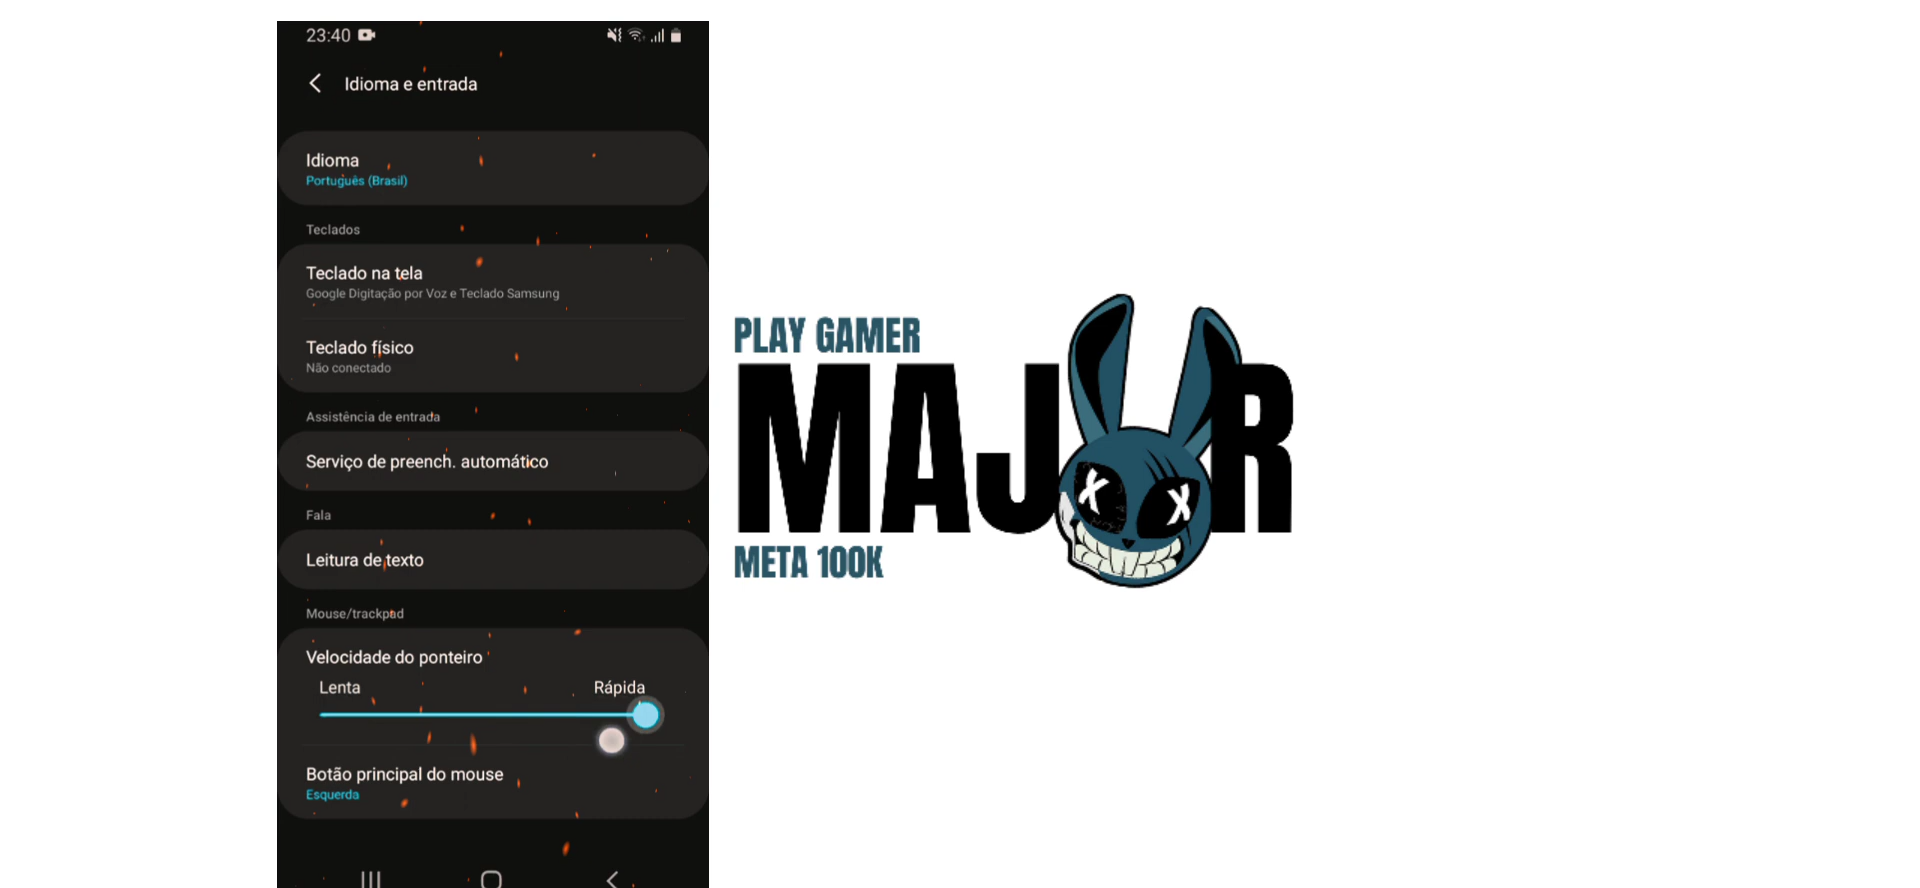 23:40
Idioma e entrada
Idioma
Português (Brasil)
Teclados
Teclado na tela
Google Digitação por Voz e Teclado Samsung
Teclado físico
Não conectado
Assistência de entrada
Serviço de preench. automático
Fala
Leitura de texto
Mouse/trackpad
Velocidade do ponteiro
Lenta Rápida
Botão principal do mouse
Esquerda
PLAY GAMER
MAJOR
META 100K